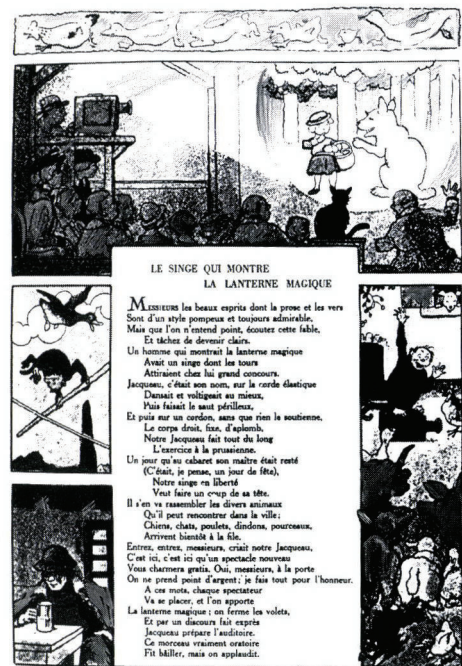 LE SINGE QUI MONTRE
LA LANTERNE MAGIQUE
MESSIEURS les beaux esprits dont la prose et les vers
Sont d'un style pompeux et toujours admirable,
Mais que l'on n'entend point, écoutez cette fable,
Et tâchez de devenir clairs.
Un homme qui montrait la lanterne magique
Avait un singe dont les tours
Attiraient chez lui grand concours.
Jacqueau, c'était son nom, sur la corde élastique
Dansait et voltigeait au mieux,
Puis faisait le saut périlleux,
Et puis sur un cordon, sans que rien le soutienne,
Le corps droit, fixe, d'aplomb,
Notre Jacqueau fait tout du long
L'exercice à la prussienne.
Un jour qu'au cabaret son maître était resté
(C'était, je pense, un jour de fête),
Notre singe en liberté
Veut faire un coup de sa tête.
Il s'en va rassembler les divers animaux
Qu'il peut rencontrer dans la ville;
Chiens, chats, poulets, dindons, pourceaux,
Arrivent bientôt à la file.
Entrez, entrez, messieurs, criait notre Jacqueau,
C'est ici, c'est ici qu'un spectacle nouveau
Vous charmera gratis. Oui, messieurs, à la porte
On ne prend point d'argent; je fais tout pour l'honneur.
A ces mots, chaque spectateur
Va se placer, et l'on apporte
La lanterne magique; on ferme les volets,
Et par un discours fait exprès
Jacqueau prépare l'auditoire.
Ce morceau vraiment oratoire
Fit bâiller, mais on applaudit.